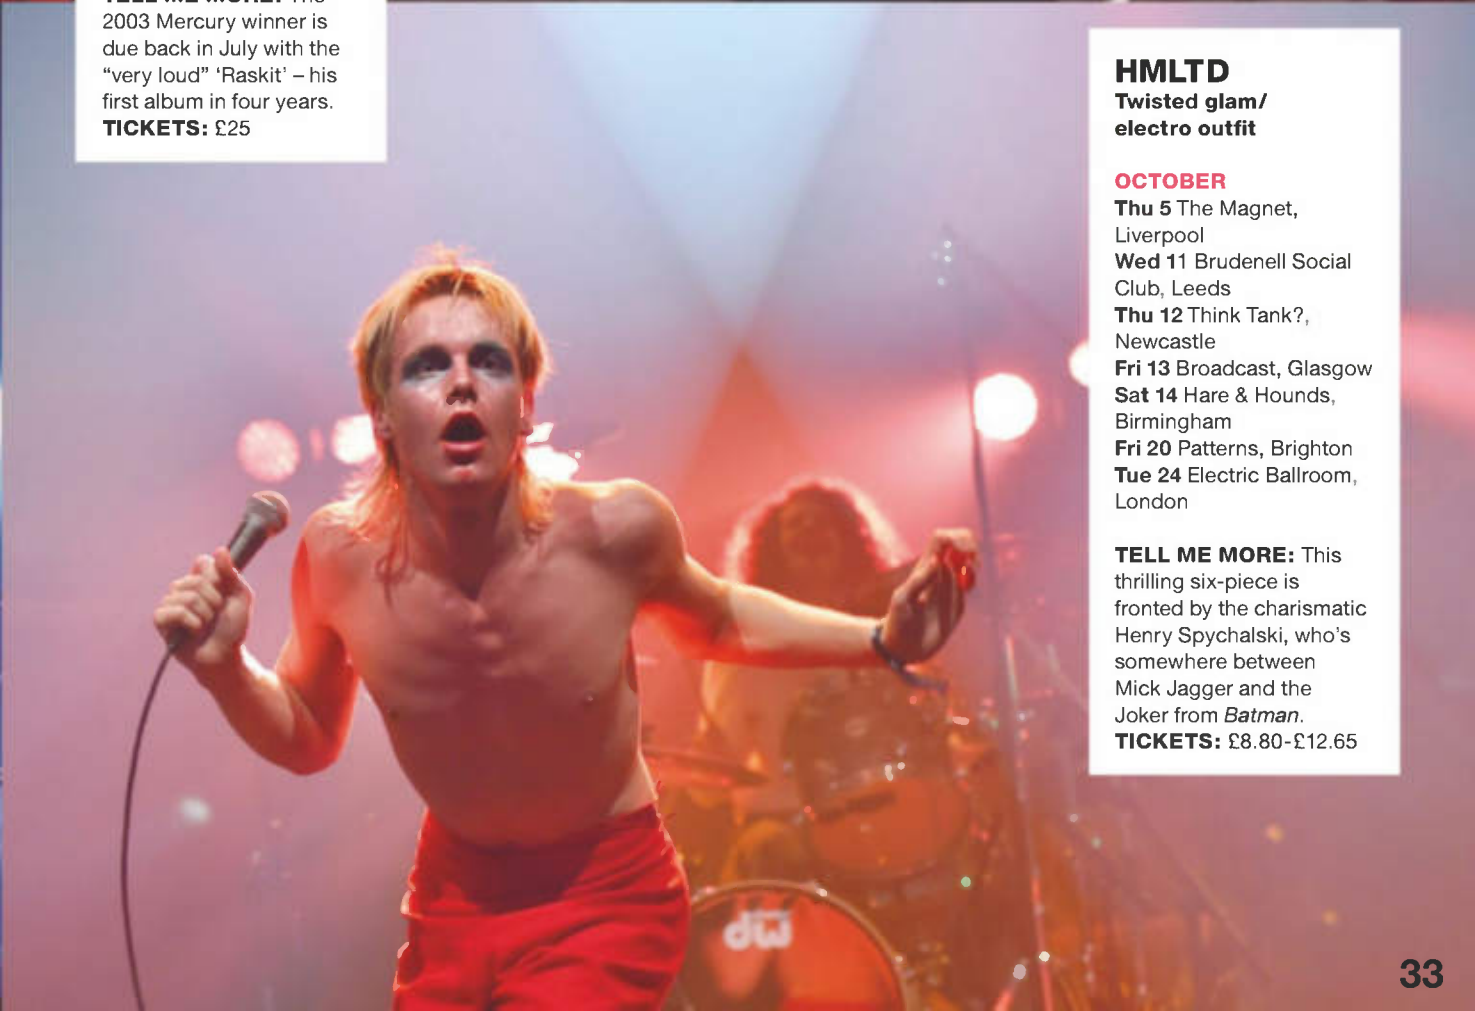 TELL ME MORE: The
2003 Mercury winner is
due back in July with the
“very loud” ‘Raskit’ – his
first album in four years.
TICKETS: £25
HMLTD
Twisted glam/
electro outfit
OCTOBER
Thu 5 The Magnet,
Liverpool
Wed 11 Brudenell Social
Club, Leeds
Thu 12 Think Tank?,
Newcastle
Fri 13 Broadcast, Glasgow
Sat 14 Hare & Hounds,
Birmingham
Fri 20 Patterns, Brighton
Tue 24 Electric Ballroom,
London
TELL ME MORE: This
thrilling six-piece is
fronted by the charismatic
Henry Spychalski, who’s
somewhere between
Mick Jagger and the
Joker from Batman.
TICKETS: £8.80-£12.65
dw
33